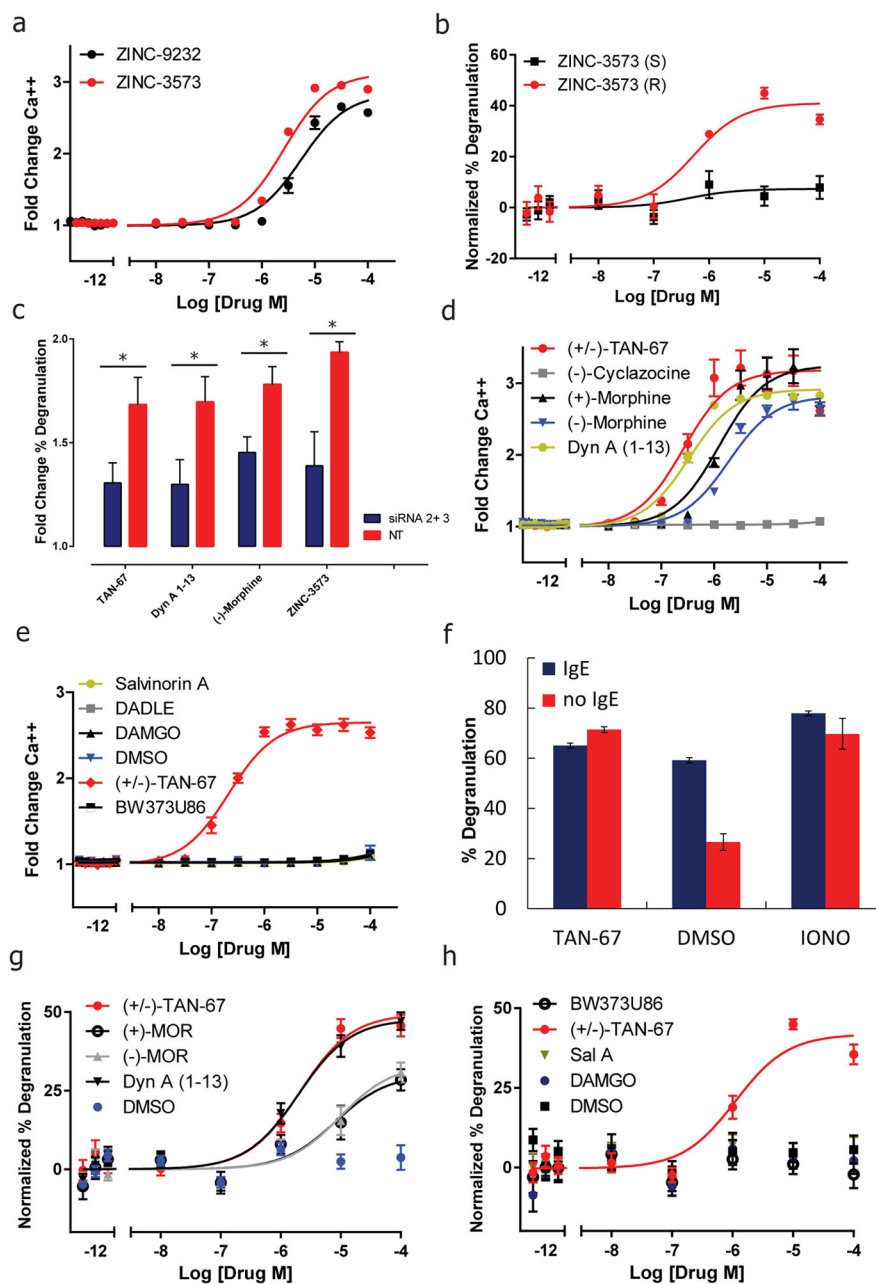 a
ZINC-9232
ZINC-3573
Fold Change Ca++
3
2
1
-12 -8 -7 -6 -5 -4
Log [Drug M]
b
ZINC-3573 (S)
ZINC-3573 (R)
Normalized % Degranulation
60
40
20
0
-20
-12 -8 -7 -6 -5 -4
Log [Drug M]
c
Fold Change % Degranulation
2.0
1.5
1.0
* * * *
siRNA 2+ 3
NT
TAN-67
Dyn A 1-13
(-)-Morphine
ZINC-3573
d
(+/-)-TAN-67
(-)-Cyclazocine
(+)-Morphine
(-)-Morphine
Dyn A (1-13)
Fold Change Ca++
3
2
1
-12 -8 -7 -6 -5 -4
Log [Drug M]
e
Salvinorin A
DADLE
DAMGO
DMSO
(+/-)-TAN-67
BW373U86
Fold Change Ca++
3
2
1
-12 -8 -7 -6 -5 -4
Log [Drug M]
f
IgE
no IgE
% Degranulation
100
80
60
40
20
0
TAN-67 DMSO IONO
g
(+/-)-TAN-67
(+)-MOR
(-)-MOR
Dyn A (1-13)
DMSO
Normalized % Degranulation
50
25
0
-12 -8 -7 -6 -5 -4
Log [Drug M]
h
BW373U86
(+/-)-TAN-67
Sal A
DAMGO
DMSO
Normalized % Degranulation
50
25
0
-12 -8 -7 -6 -5 -4
Log [Drug M]